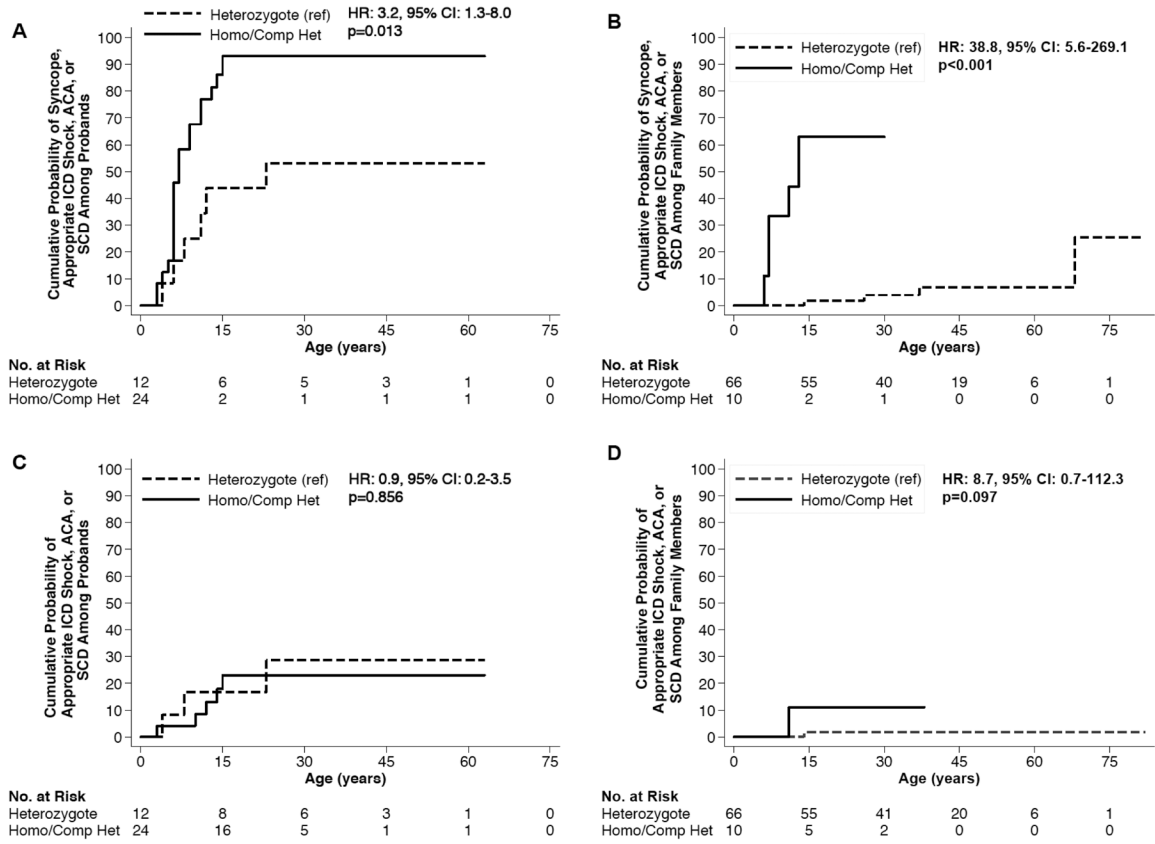 A
Heterozygote (ref)
Homo/Comp Het
HR: 3.2, 95% CI: 1.3-8.0
p=0.013
Cumulative Probability of Syncope,
Appropriate ICD Shock, ACA, or
SCD Among Probands
100
90
80
70
60
50
40
30
20
10
0
0 15 30 45 60 75
Age (years)
No. at Risk
Heterozygote 12 6 5 3 1 0
Homo/Comp Het 24 2 1 1 1 0
B
Heterozygote (ref)
Homo/Comp Het
HR: 38.8, 95% CI: 5.6-269.1
p<0.001
Cumulative Probability of Syncope,
Appropriate ICD Shock, ACA, or
SCD Among Family Members
100
90
80
70
60
50
40
30
20
10
0
0 15 30 45 60 75
Age (years)
No. at Risk
Heterozygote 66 55 40 19 6 1
Homo/Comp Het 10 2 1 0 0 0
C
Heterozygote (ref)
Homo/Comp Het
HR: 0.9, 95% CI: 0.2-3.5
p=0.856
Cumulative Probability of
Appropriate ICD Shock, ACA, or
SCD Among Probands
100
90
80
70
60
50
40
30
20
10
0
0 15 30 45 60 75
Age (years)
No. at Risk
Heterozygote 12 8 6 3 1 0
Homo/Comp Het 24 16 5 1 1 0
D
Heterozygote (ref)
Homo/Comp Het
HR: 8.7, 95% CI: 0.7-112.3
p=0.097
Cumulative Probability of
Appropriate ICD Shock, ACA, or
SCD Among Family Members
100
90
80
70
60
50
40
30
20
10
0
0 15 30 45 60 75
Age (years)
No. at Risk
Heterozygote 66 55 41 20 6 1
Homo/Comp Het 10 5 2 0 0 0